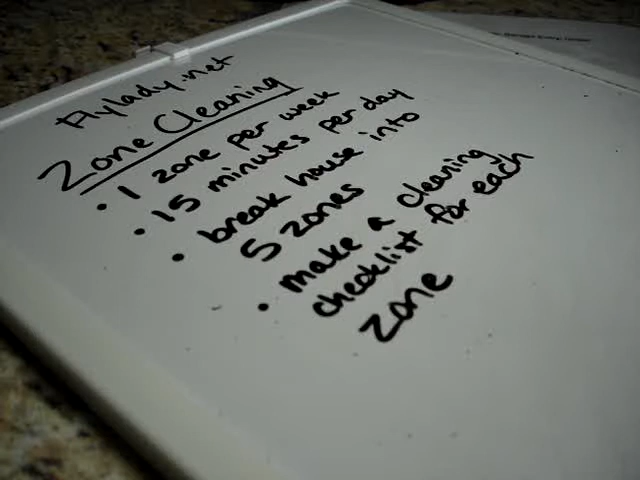 Flylady.net
Zone Cleaning
• 1 zone per week
• 15 minutes per day
• break house into
5 zones
• make a cleaning
checklist for each
zone